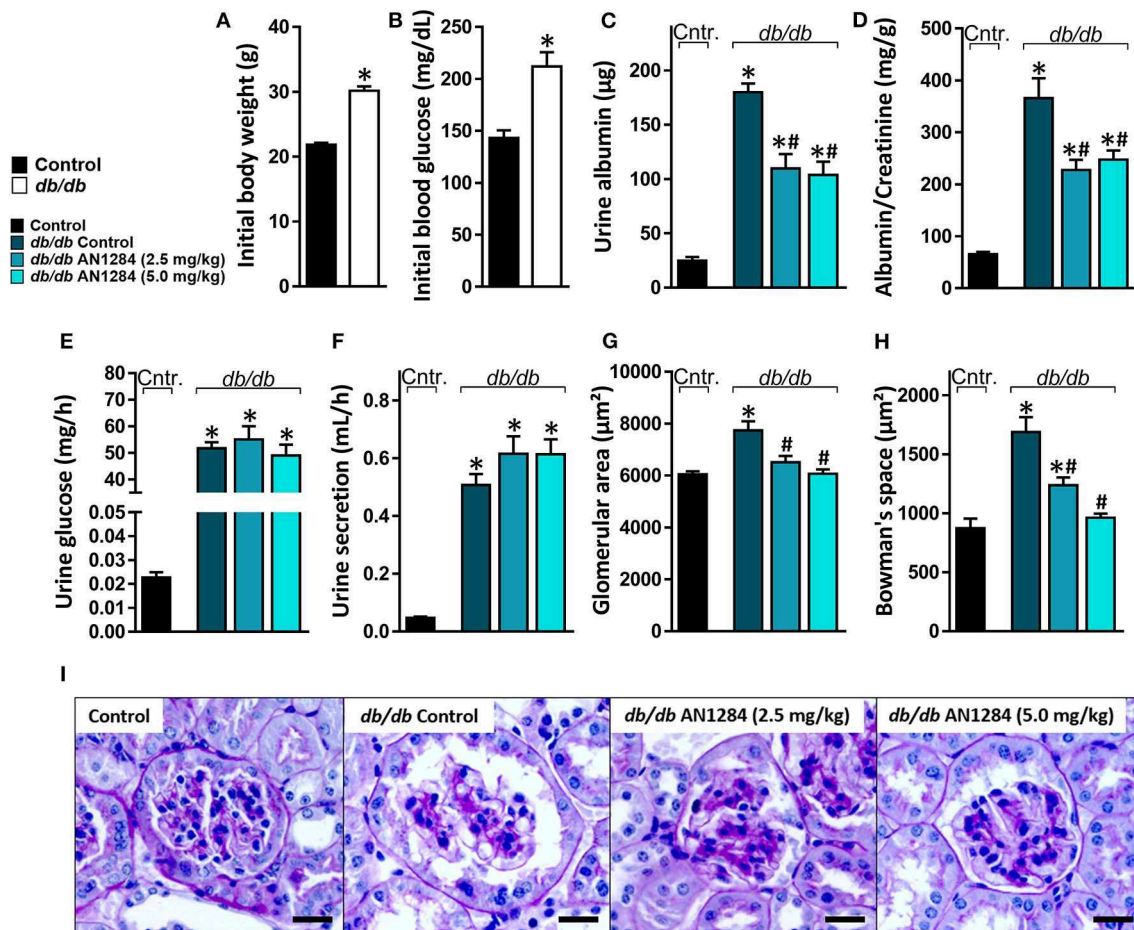 A
Initial body weight (g)
40
30
20
10
0
*
B
Initial blood glucose (mg/dL)
250
200
150
100
50
0
*
C
Cntr.
db/db
Urine albumin (µg)
200
150
100
50
0
*
*#
*#
D
Cntr.
db/db
Albumin/Creatinine (mg/g)
500
400
300
200
100
0
*
*#
*#
Control
db/db
Control
db/db Control
db/db AN1284 (2.5 mg/kg)
db/db AN1284 (5.0 mg/kg)
E
Cntr.
db/db
Urine glucose (mg/h)
80
70
60
50
40
0.05
0.04
0.03
0.02
0.01
0.00
*
*
*
F
Cntr.
db/db
Urine secretion (mL/h)
0.8
0.6
0.4
0.2
0.0
*
*
*
G
Cntr.
db/db
Glomerular area (µm²)
10000
8000
6000
4000
2000
0
*
#
#
H
Cntr.
db/db
Bowman's space (µm²)
2000
1500
1000
500
0
*
*#
#
I
Control
db/db Control
db/db AN1284 (2.5 mg/kg)
db/db AN1284 (5.0 mg/kg)